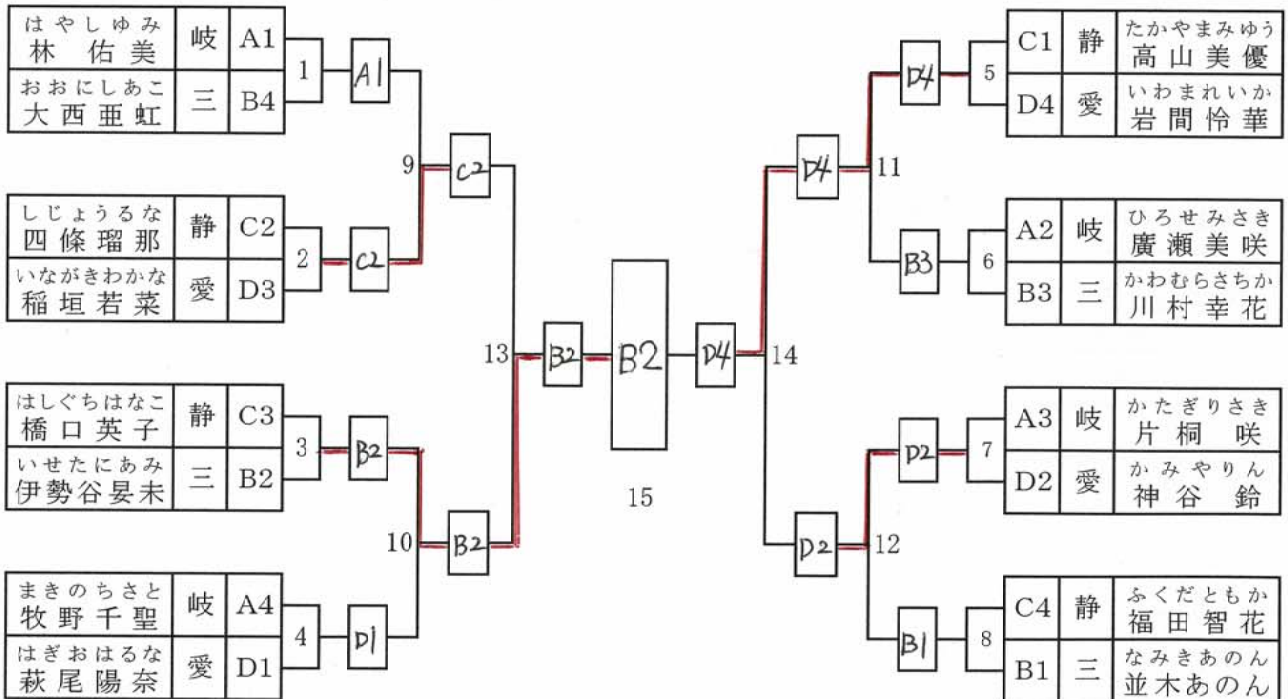 はやしゆみ
林 佑美 岐 A1
おおにしあこ
大西亜虹 三 B4
1 A1
9 C2
しじょうるな
四條瑠那 静 C2
いながきわかな
稲垣若菜 愛 D3
2 C2
13 B2
はしぐちはなこ
橋口英子 静 C3
いせたにあみ
伊勢谷晏未 三 B2
3 B2
10 B2
まきのちさと
牧野千聖 岐 A4
はぎおはるな
萩尾陽奈 愛 D1
4 D1
B2
15
たかやまみゆう
C1 静 高山美優
いわまれいか
D4 愛 岩間怜華
D4 5
D4 11
ひろせみさき
A2 岐 廣瀬美咲
かわむらさちか
B3 三 川村幸花
B3 6
D4 14
かたぎりさき
A3 岐 片桐 咲
かみやりん
D2 愛 神谷 鈴
D2 7
D2 12
ふくだともか
C4 静 福田智花
なみきあのん
B1 三 並木あのん
B1 8